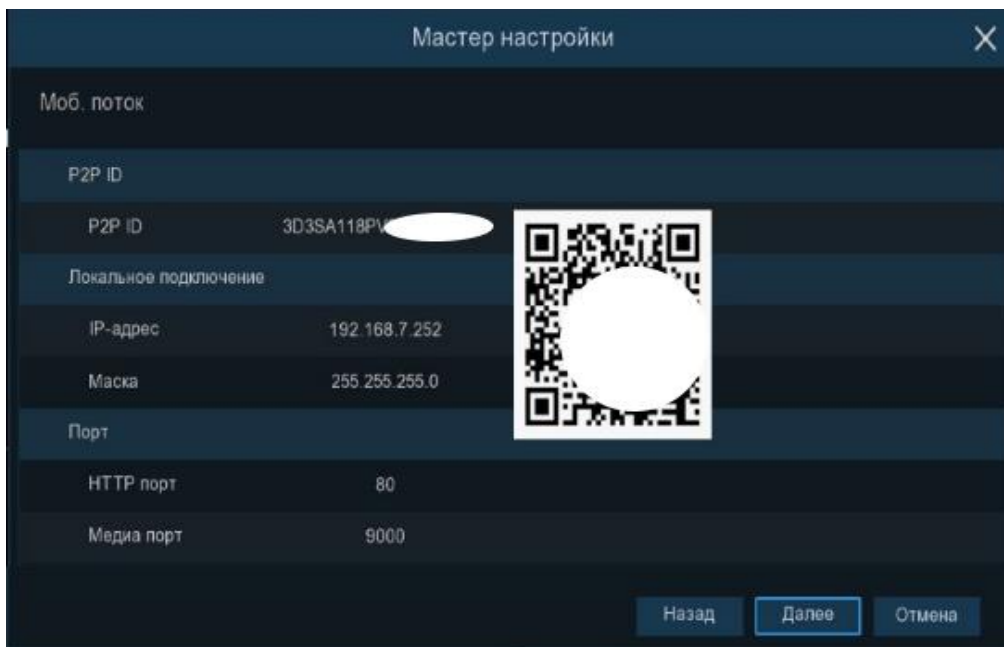 Мастер настройки
Моб. поток
P2P ID
P2P ID 3D3SA118PV
Локальное подключение
IP-адрес 192.168.7.252
Маска 255.255.255.0
Порт
HTTP порт 80
Медиа порт 9000
Назад Далее Отмена